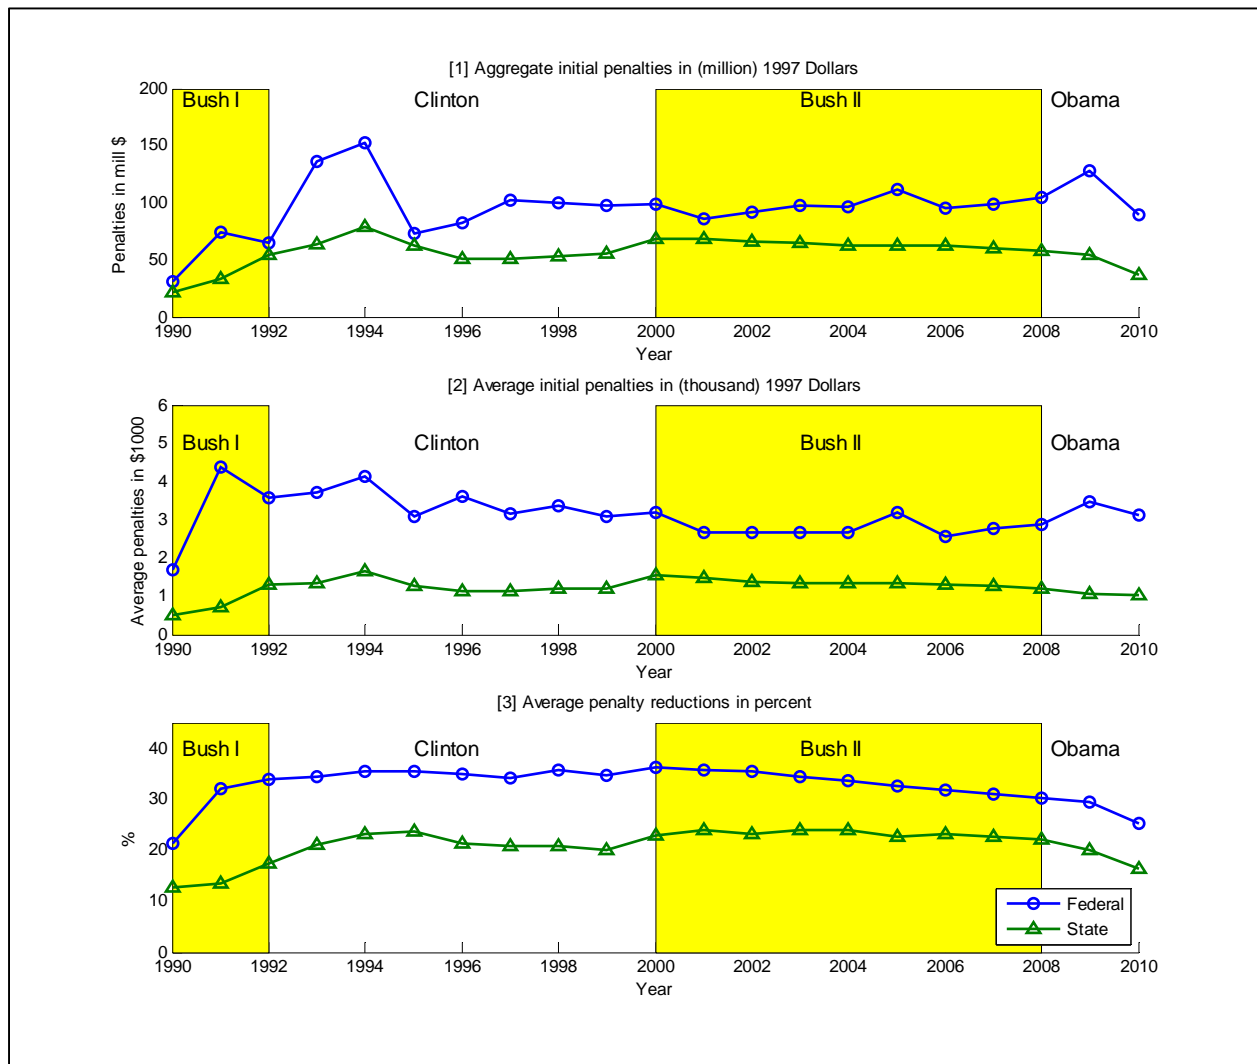 [1] Aggregate initial penalties in (million) 1997 Dollars
Penalties in mill $
200
150
100
50
0
Bush I
Clinton
Bush II
Obama
1990 1992 1994 1996 1998 2000 2002 2004 2006 2008 2010
Year
[2] Average initial penalties in (thousand) 1997 Dollars
Average penalties in $1000
6
5
4
3
2
1
0
Bush I
Clinton
Bush II
Obama
1990 1992 1994 1996 1998 2000 2002 2004 2006 2008 2010
Year
[3] Average penalty reductions in percent
%
40
30
20
10
0
Bush I
Clinton
Bush II
Obama
Federal
State
1990 1992 1994 1996 1998 2000 2002 2004 2006 2008 2010
Year